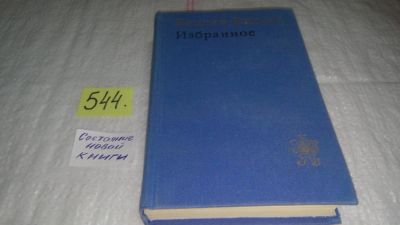 Избранное
544.
Состояние
новой
книги